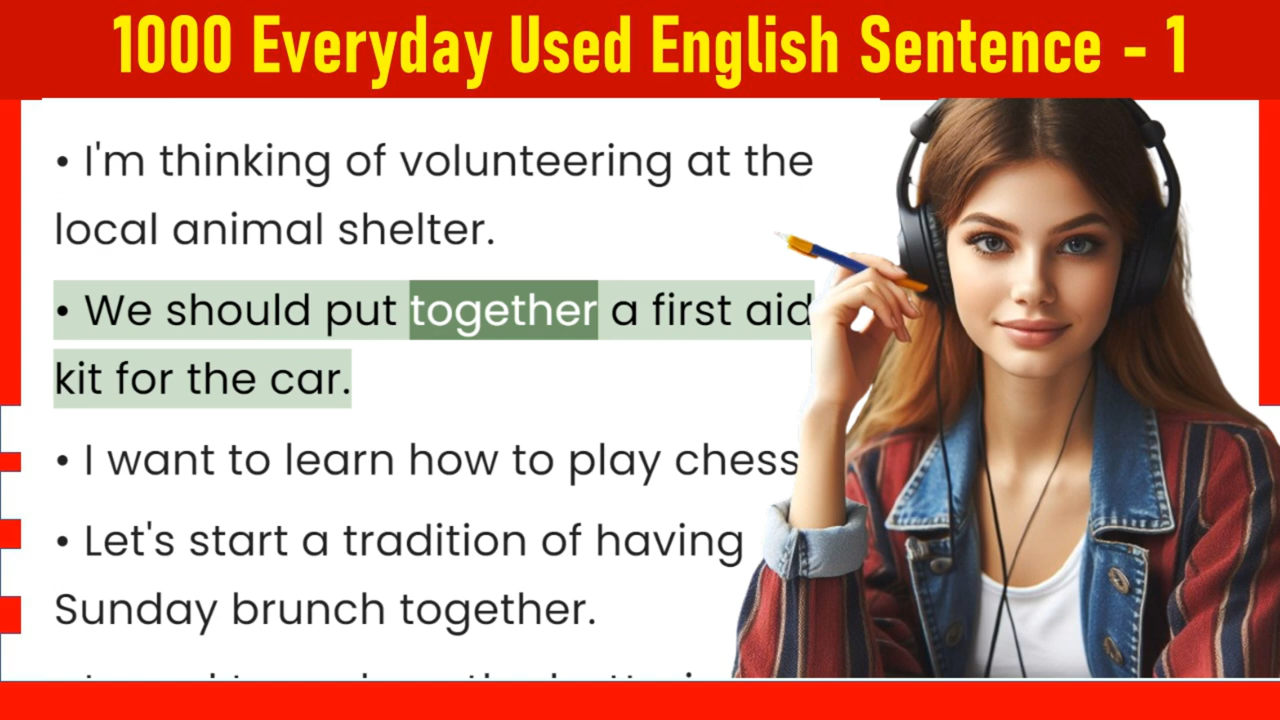 1000 Everyday Used English Sentence - 1
• I'm thinking of volunteering at the
local animal shelter.
• We should put together a first aid
kit for the car.
• I want to learn how to play chess
• Let's start a tradition of having
Sunday brunch together.